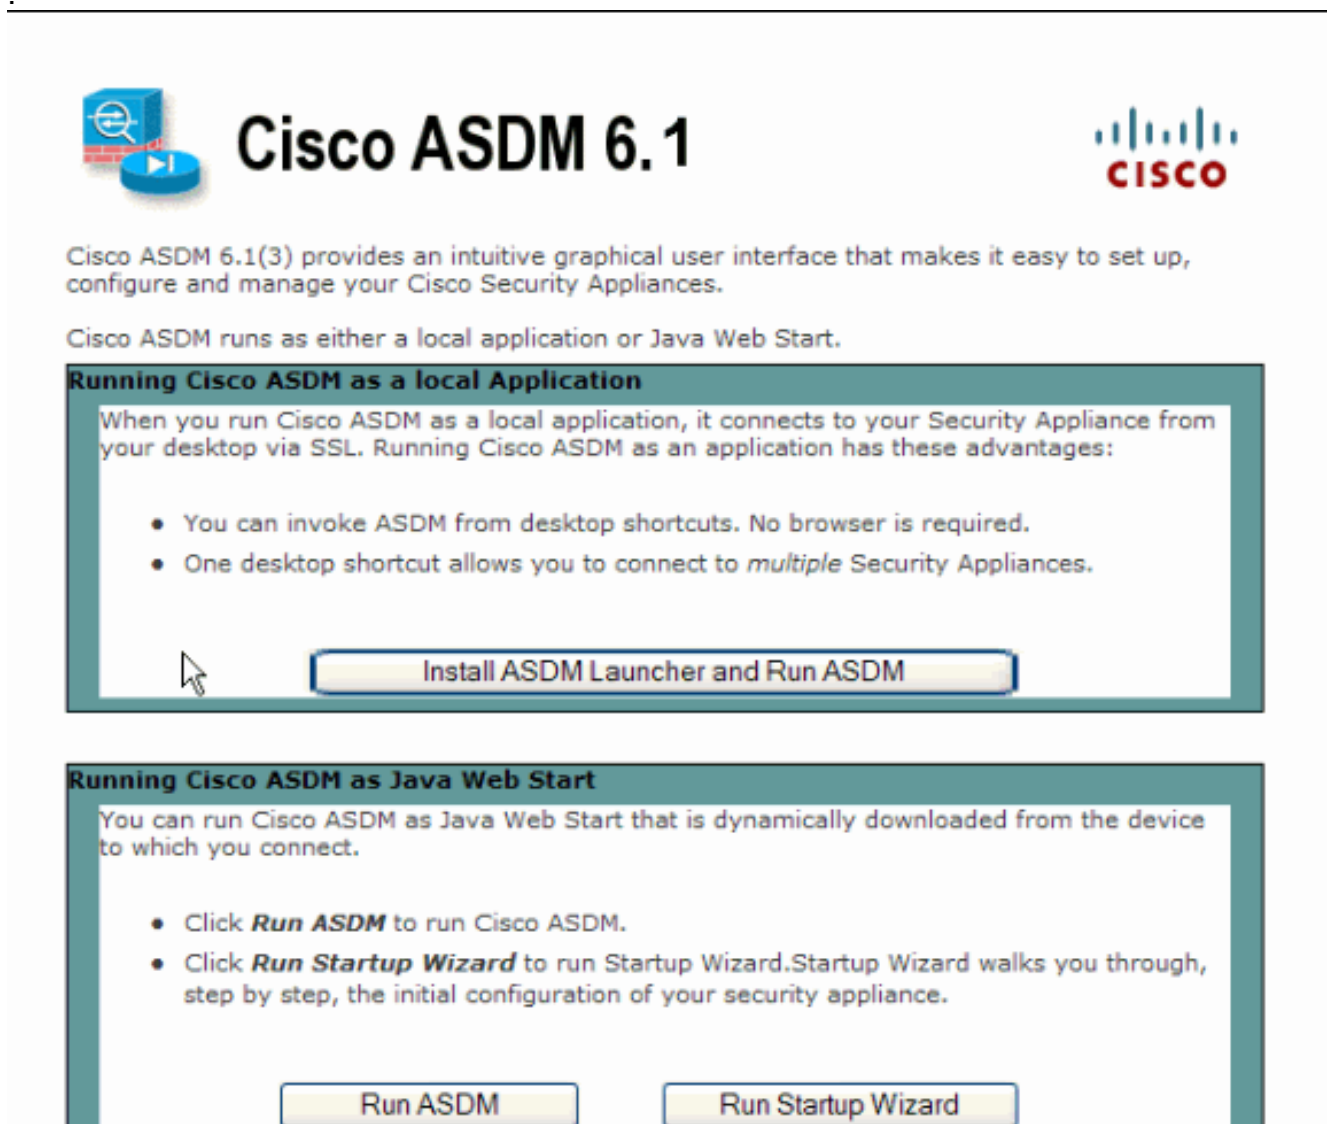 Cisco ASDM 6.1
CISCO
Cisco ASDM 6.1(3) provides an intuitive graphical user interface that makes it easy to set up,
configure and manage your Cisco Security Appliances.
Cisco ASDM runs as either a local application or Java Web Start.
Running Cisco ASDM as a local Application
When you run Cisco ASDM as a local application, it connects to your Security Appliance from
your desktop via SSL. Running Cisco ASDM as an application has these advantages:
• You can invoke ASDM from desktop shortcuts. No browser is required.
• One desktop shortcut allows you to connect to multiple Security Appliances.
Install ASDM Launcher and Run ASDM
Running Cisco ASDM as Java Web Start
You can run Cisco ASDM as Java Web Start that is dynamically downloaded from the device
to which you connect.
• Click Run ASDM to run Cisco ASDM.
• Click Run Startup Wizard to run Startup Wizard.Startup Wizard walks you through,
step by step, the initial configuration of your security appliance.
Run ASDM
Run Startup Wizard